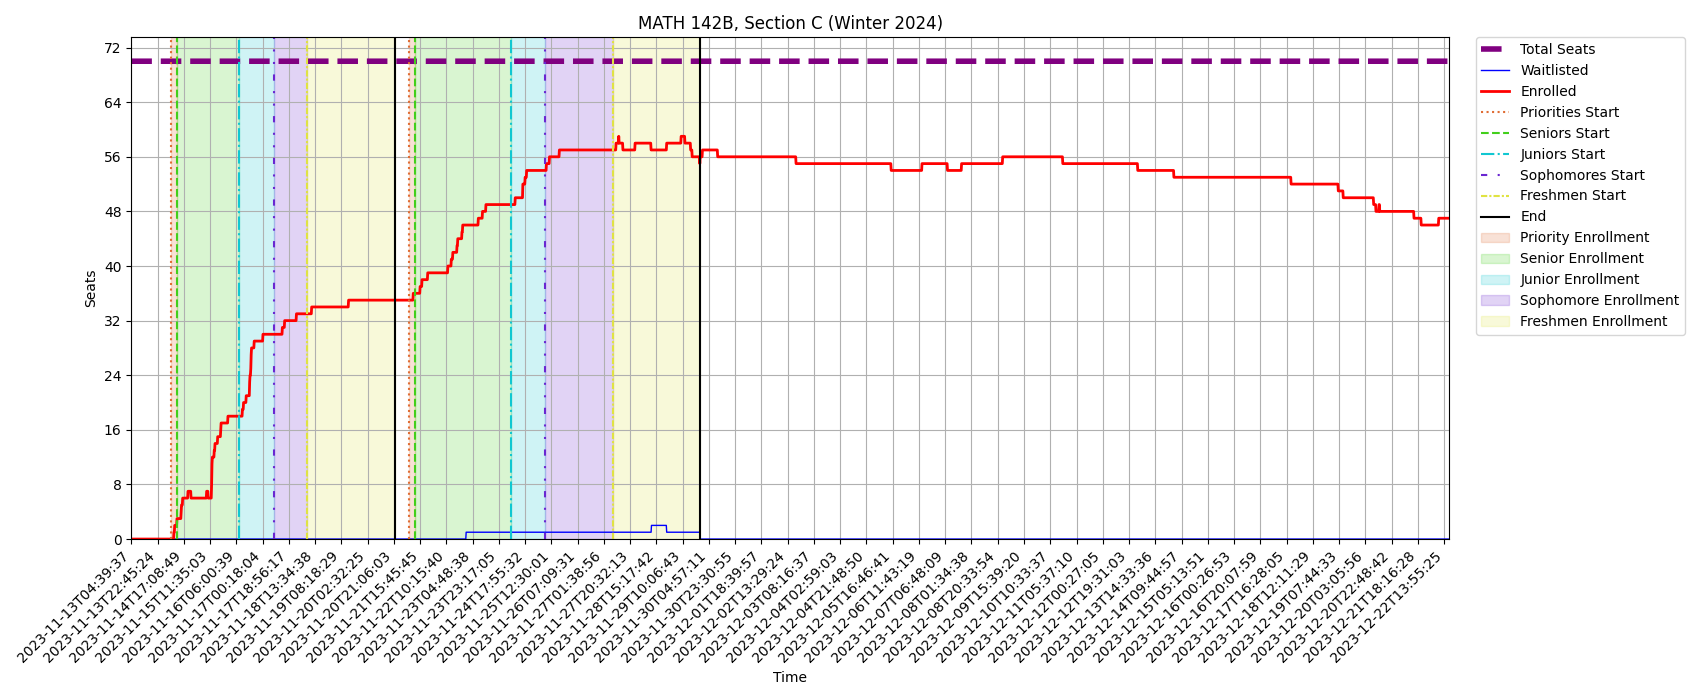 MATH 142B, Section C (Winter 2024)
72
64
56
48
40
32
24
16
8
0
Seats
2023-11-13T04:39:37
2023-11-13T22:45:24
2023-11-14T17:08:49
2023-11-15T11:35:03
2023-11-16T06:00:39
2023-11-17T00:18:04
2023-11-17T18:56:17
2023-11-18T13:34:38
2023-11-19T08:18:29
2023-11-20T02:32:25
2023-11-20T21:06:03
2023-11-21T15:45:45
2023-11-22T10:15:40
2023-11-23T04:48:38
2023-11-23T23:17:05
2023-11-24T17:55:32
2023-11-25T12:30:01
2023-11-26T07:09:31
2023-11-27T01:38:56
2023-11-27T20:32:13
2023-11-28T15:17:42
2023-11-29T10:06:43
2023-11-30T04:57:11
2023-11-30T23:30:55
2023-12-01T18:39:57
2023-12-02T13:29:24
2023-12-03T08:16:37
2023-12-04T02:59:03
2023-12-04T21:48:50
2023-12-05T16:46:41
2023-12-06T11:43:19
2023-12-07T06:48:09
2023-12-08T01:34:38
2023-12-08T20:33:54
2023-12-09T15:39:20
2023-12-10T10:33:37
2023-12-11T05:37:10
2023-12-12T00:27:05
2023-12-12T19:31:03
2023-12-13T14:33:36
2023-12-14T09:44:57
2023-12-15T05:13:51
2023-12-16T00:26:53
2023-12-16T20:07:59
2023-12-17T16:28:05
2023-12-18T12:11:29
2023-12-19T07:44:33
2023-12-20T03:05:56
2023-12-20T22:48:42
2023-12-21T18:16:28
2023-12-22T13:55:25
Time
Total Seats
Waitlisted
Enrolled
Priorities Start
Seniors Start
Juniors Start
Sophomores Start
Freshmen Start
End
Priority Enrollment
Senior Enrollment
Junior Enrollment
Sophomore Enrollment
Freshmen Enrollment